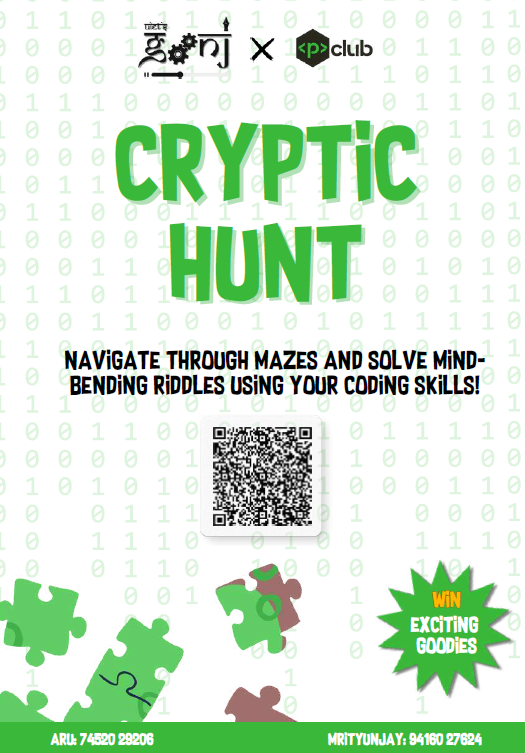 UIET'S
गूंj
<P>club
CRYPTiC
HUNT
NAViGATE THROUGH MAZES AND SOLVE MiND-
BENDiNG RiDDLES USiNG YOUR CODiNG SKiLLS!
WiN
EXCiTiNG
GOODiES
ARU: 74520 29206
MRiTYUNJAY: 94160 27624